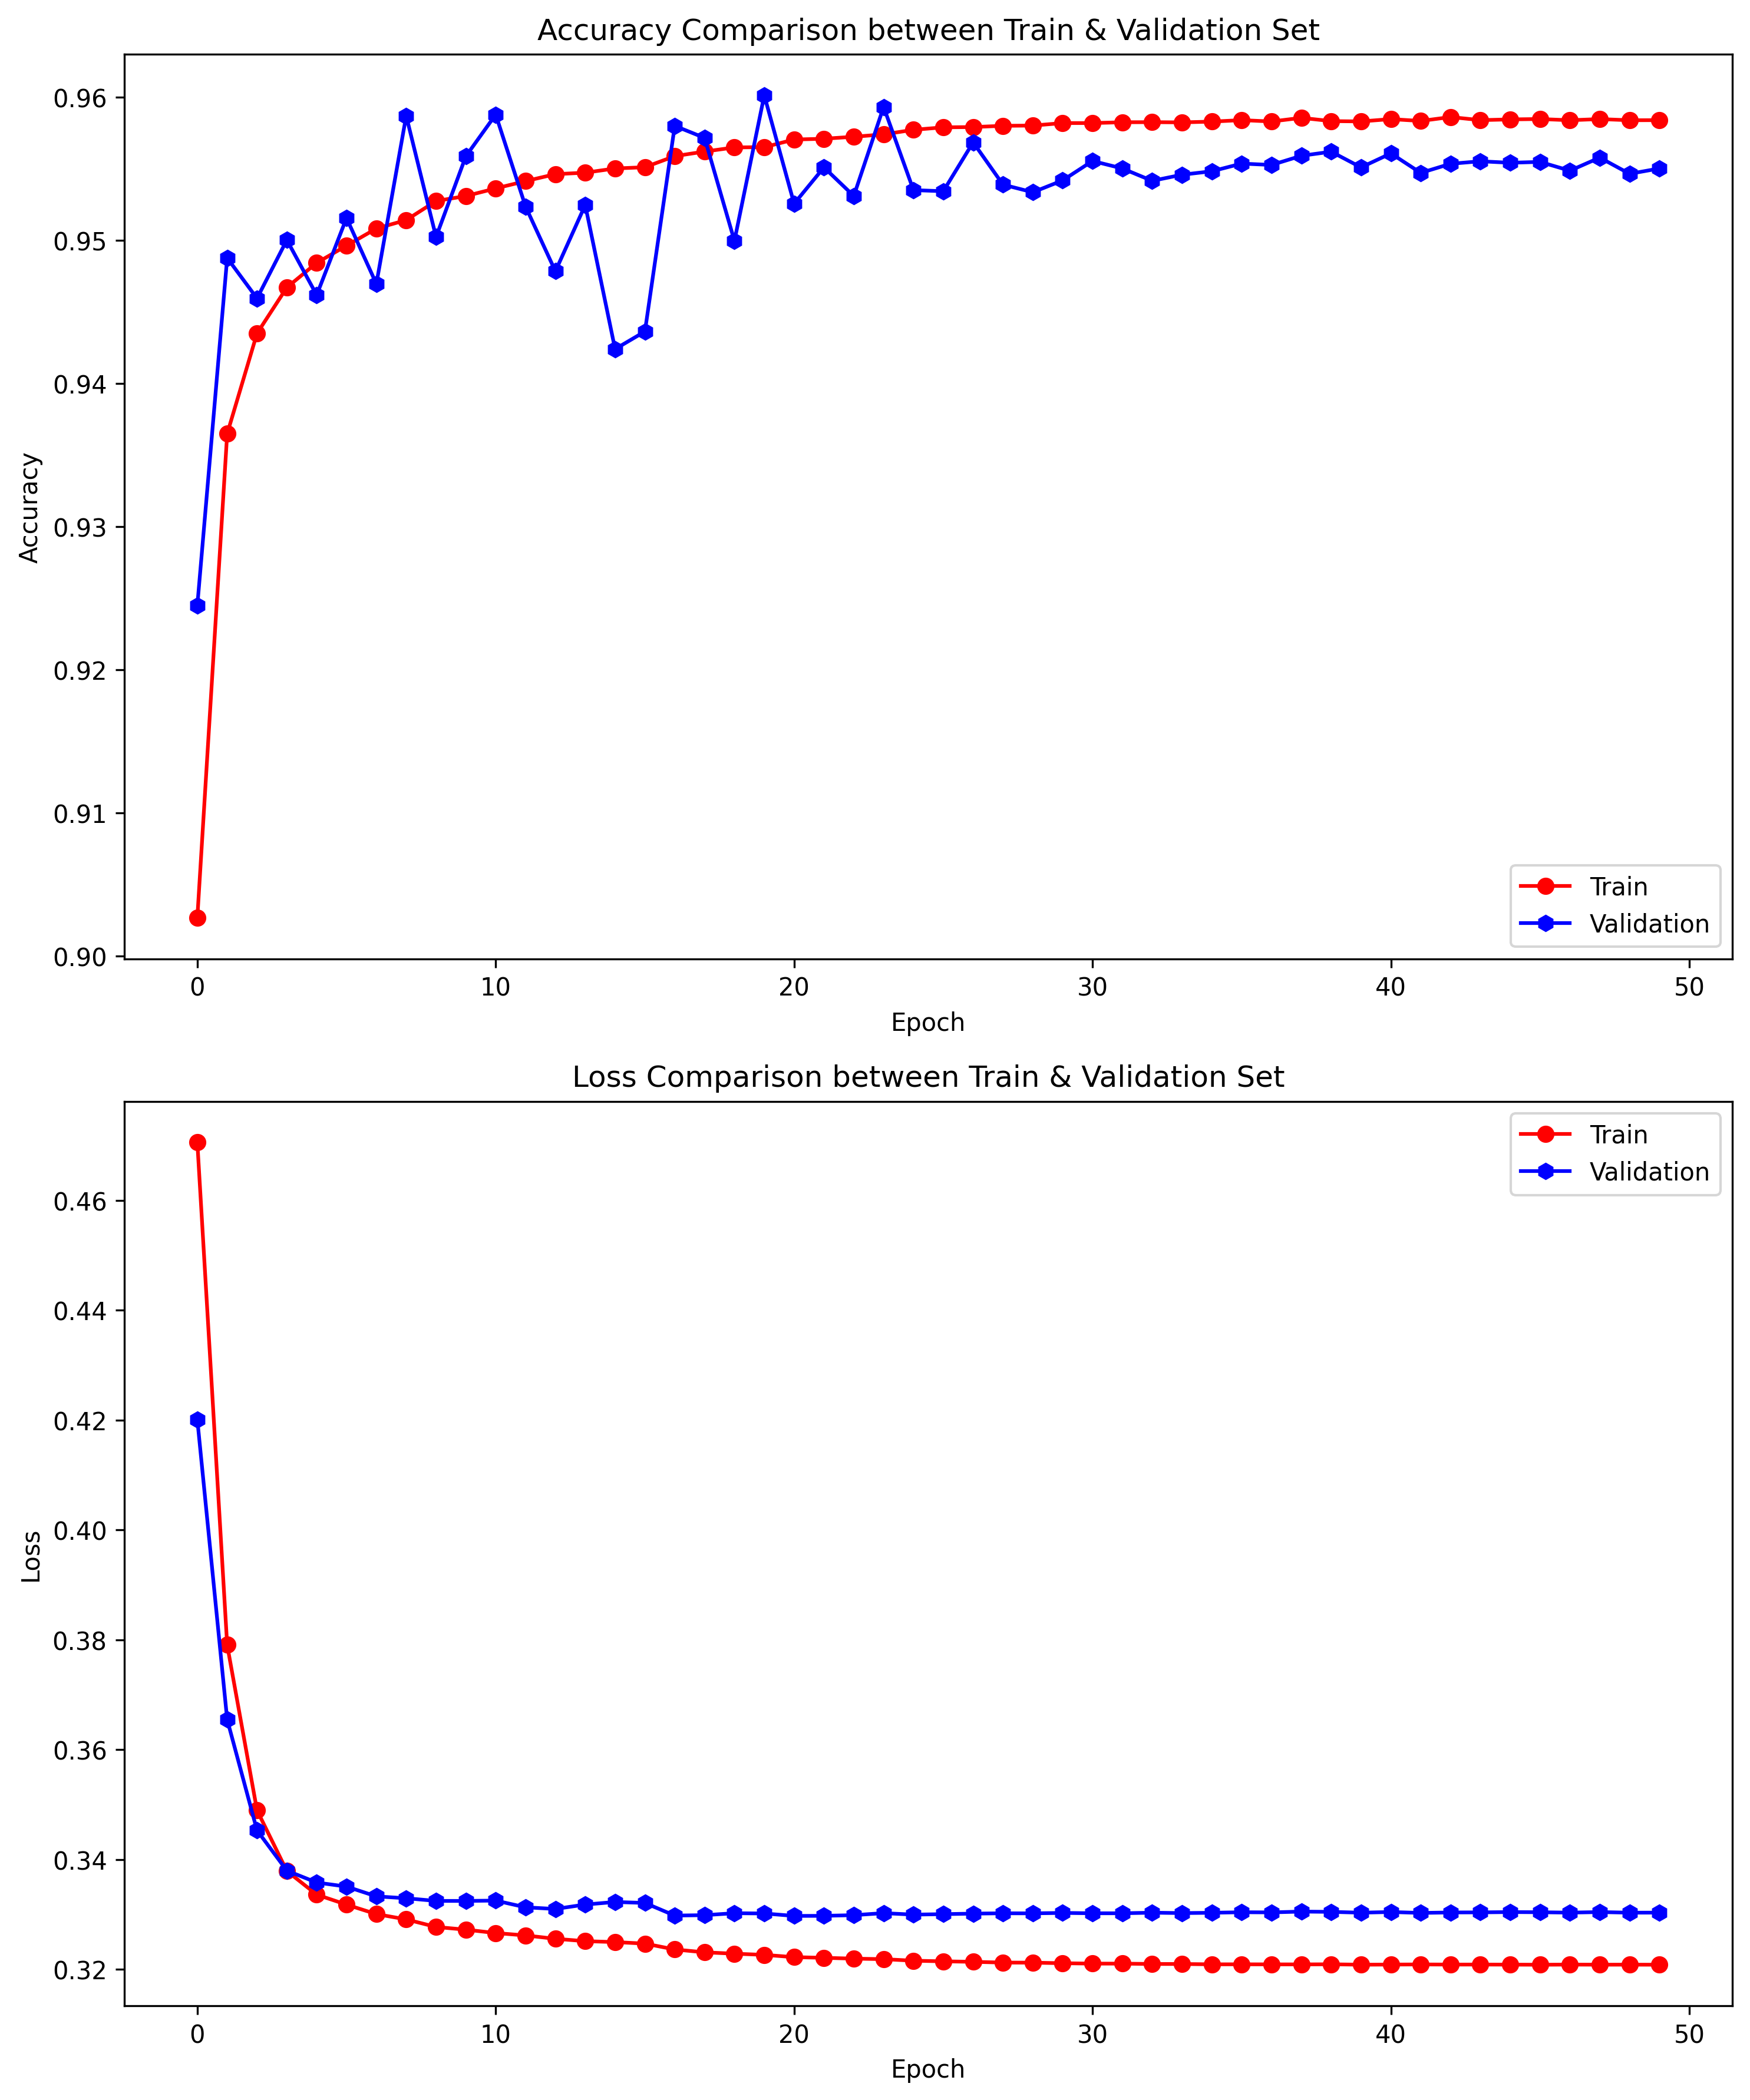 Accuracy Comparison between Train & Validation Set
0.96
0.95
0.94
0.93
0.92
0.91
0.90
Accuracy
Train
Validation
0 10 20 30 40 50
Epoch
Loss Comparison between Train & Validation Set
Train
Validation
0.46
0.44
0.42
0.40
0.38
0.36
0.34
0.32
Loss
0 10 20 30 40 50
Epoch